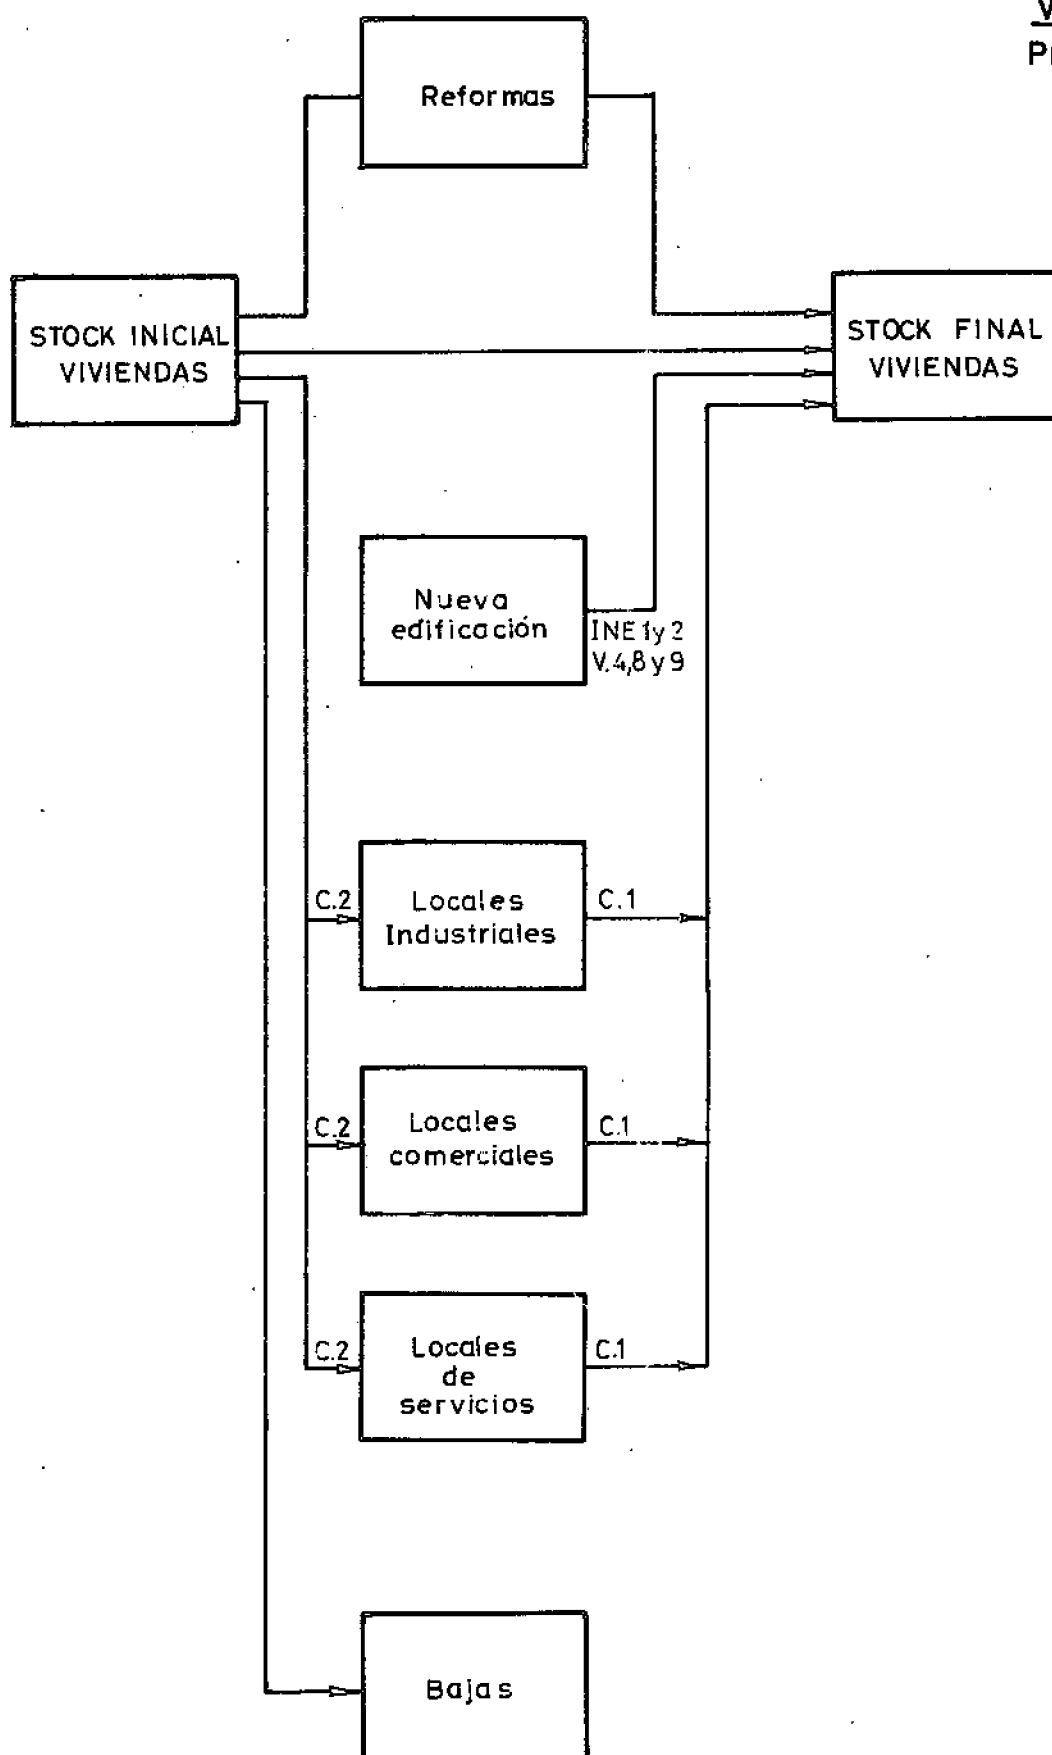 Reformas
STOCK INICIAL
VIVIENDAS
STOCK FINAL
VIVIENDAS
Nueva
edificación
INE 1y 2
V.4,8 y 9
C.2
Locales
Industriales
C.1
C.2
Locales
comerciales
C.1
C.2
Locales
de
servicios
C.1
Bajas